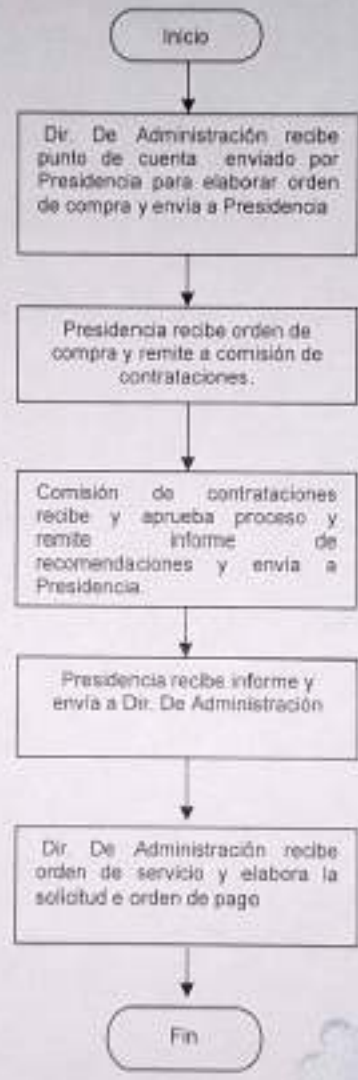 Inicio
Dir. De Administración recibe
punto de cuenta enviado por
Presidencia para elaborar orden
de compra y envia a Presidencia
Presidencia recibe orden de
compra y remite a comisión de
contrataciones.
Comisión de contrataciones
recibe y aprueba proceso y
remite informe de
recomendaciones y envía a
Presidencia.
Presidencia recibe informe y
envía a Dir. De Administración
Dir. De Administración recibe
orden de servicio y elabora la
solicitud e orden de pago
Fin